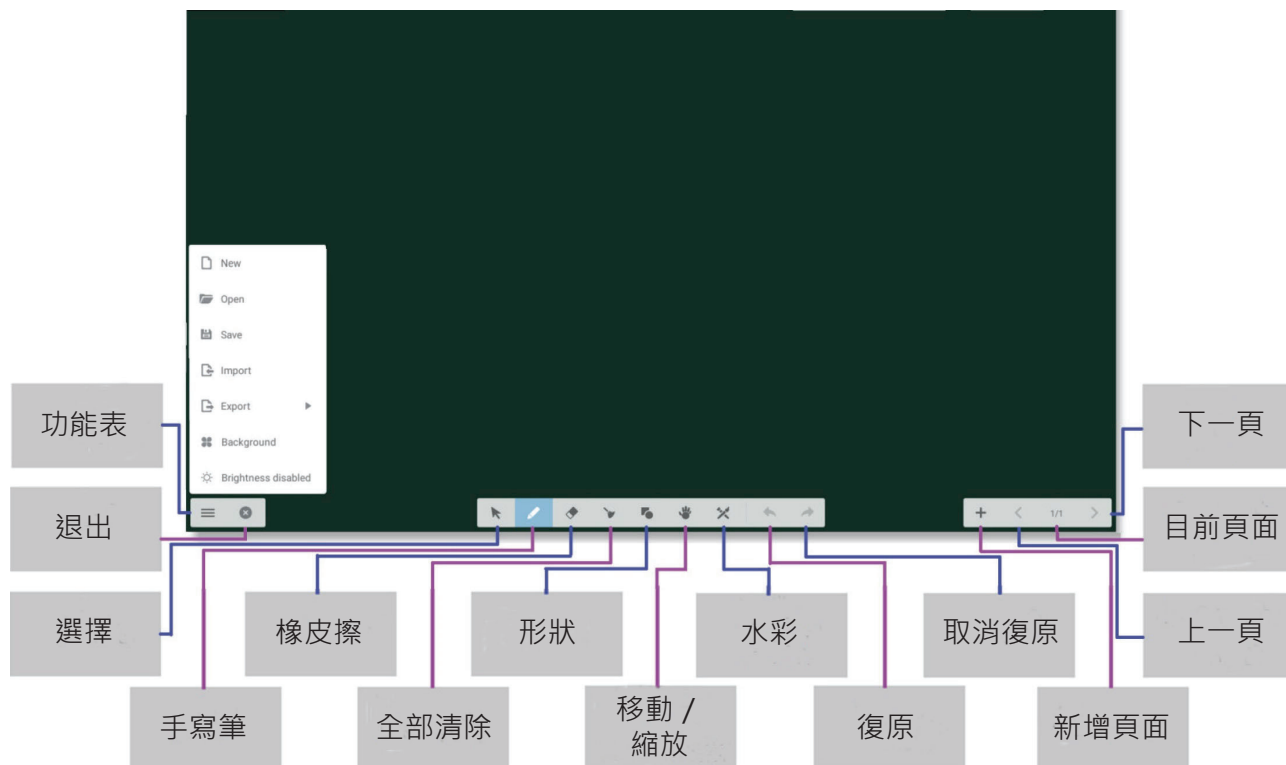 New
Open
Save
Import
Export
Background
Brightness disabled
1/1
功能表
退出
選擇
手寫筆
橡皮擦
全部清除
形狀
移動 /
縮放
水彩
復原
取消復原
新增頁面
下一頁
目前頁面
上一頁